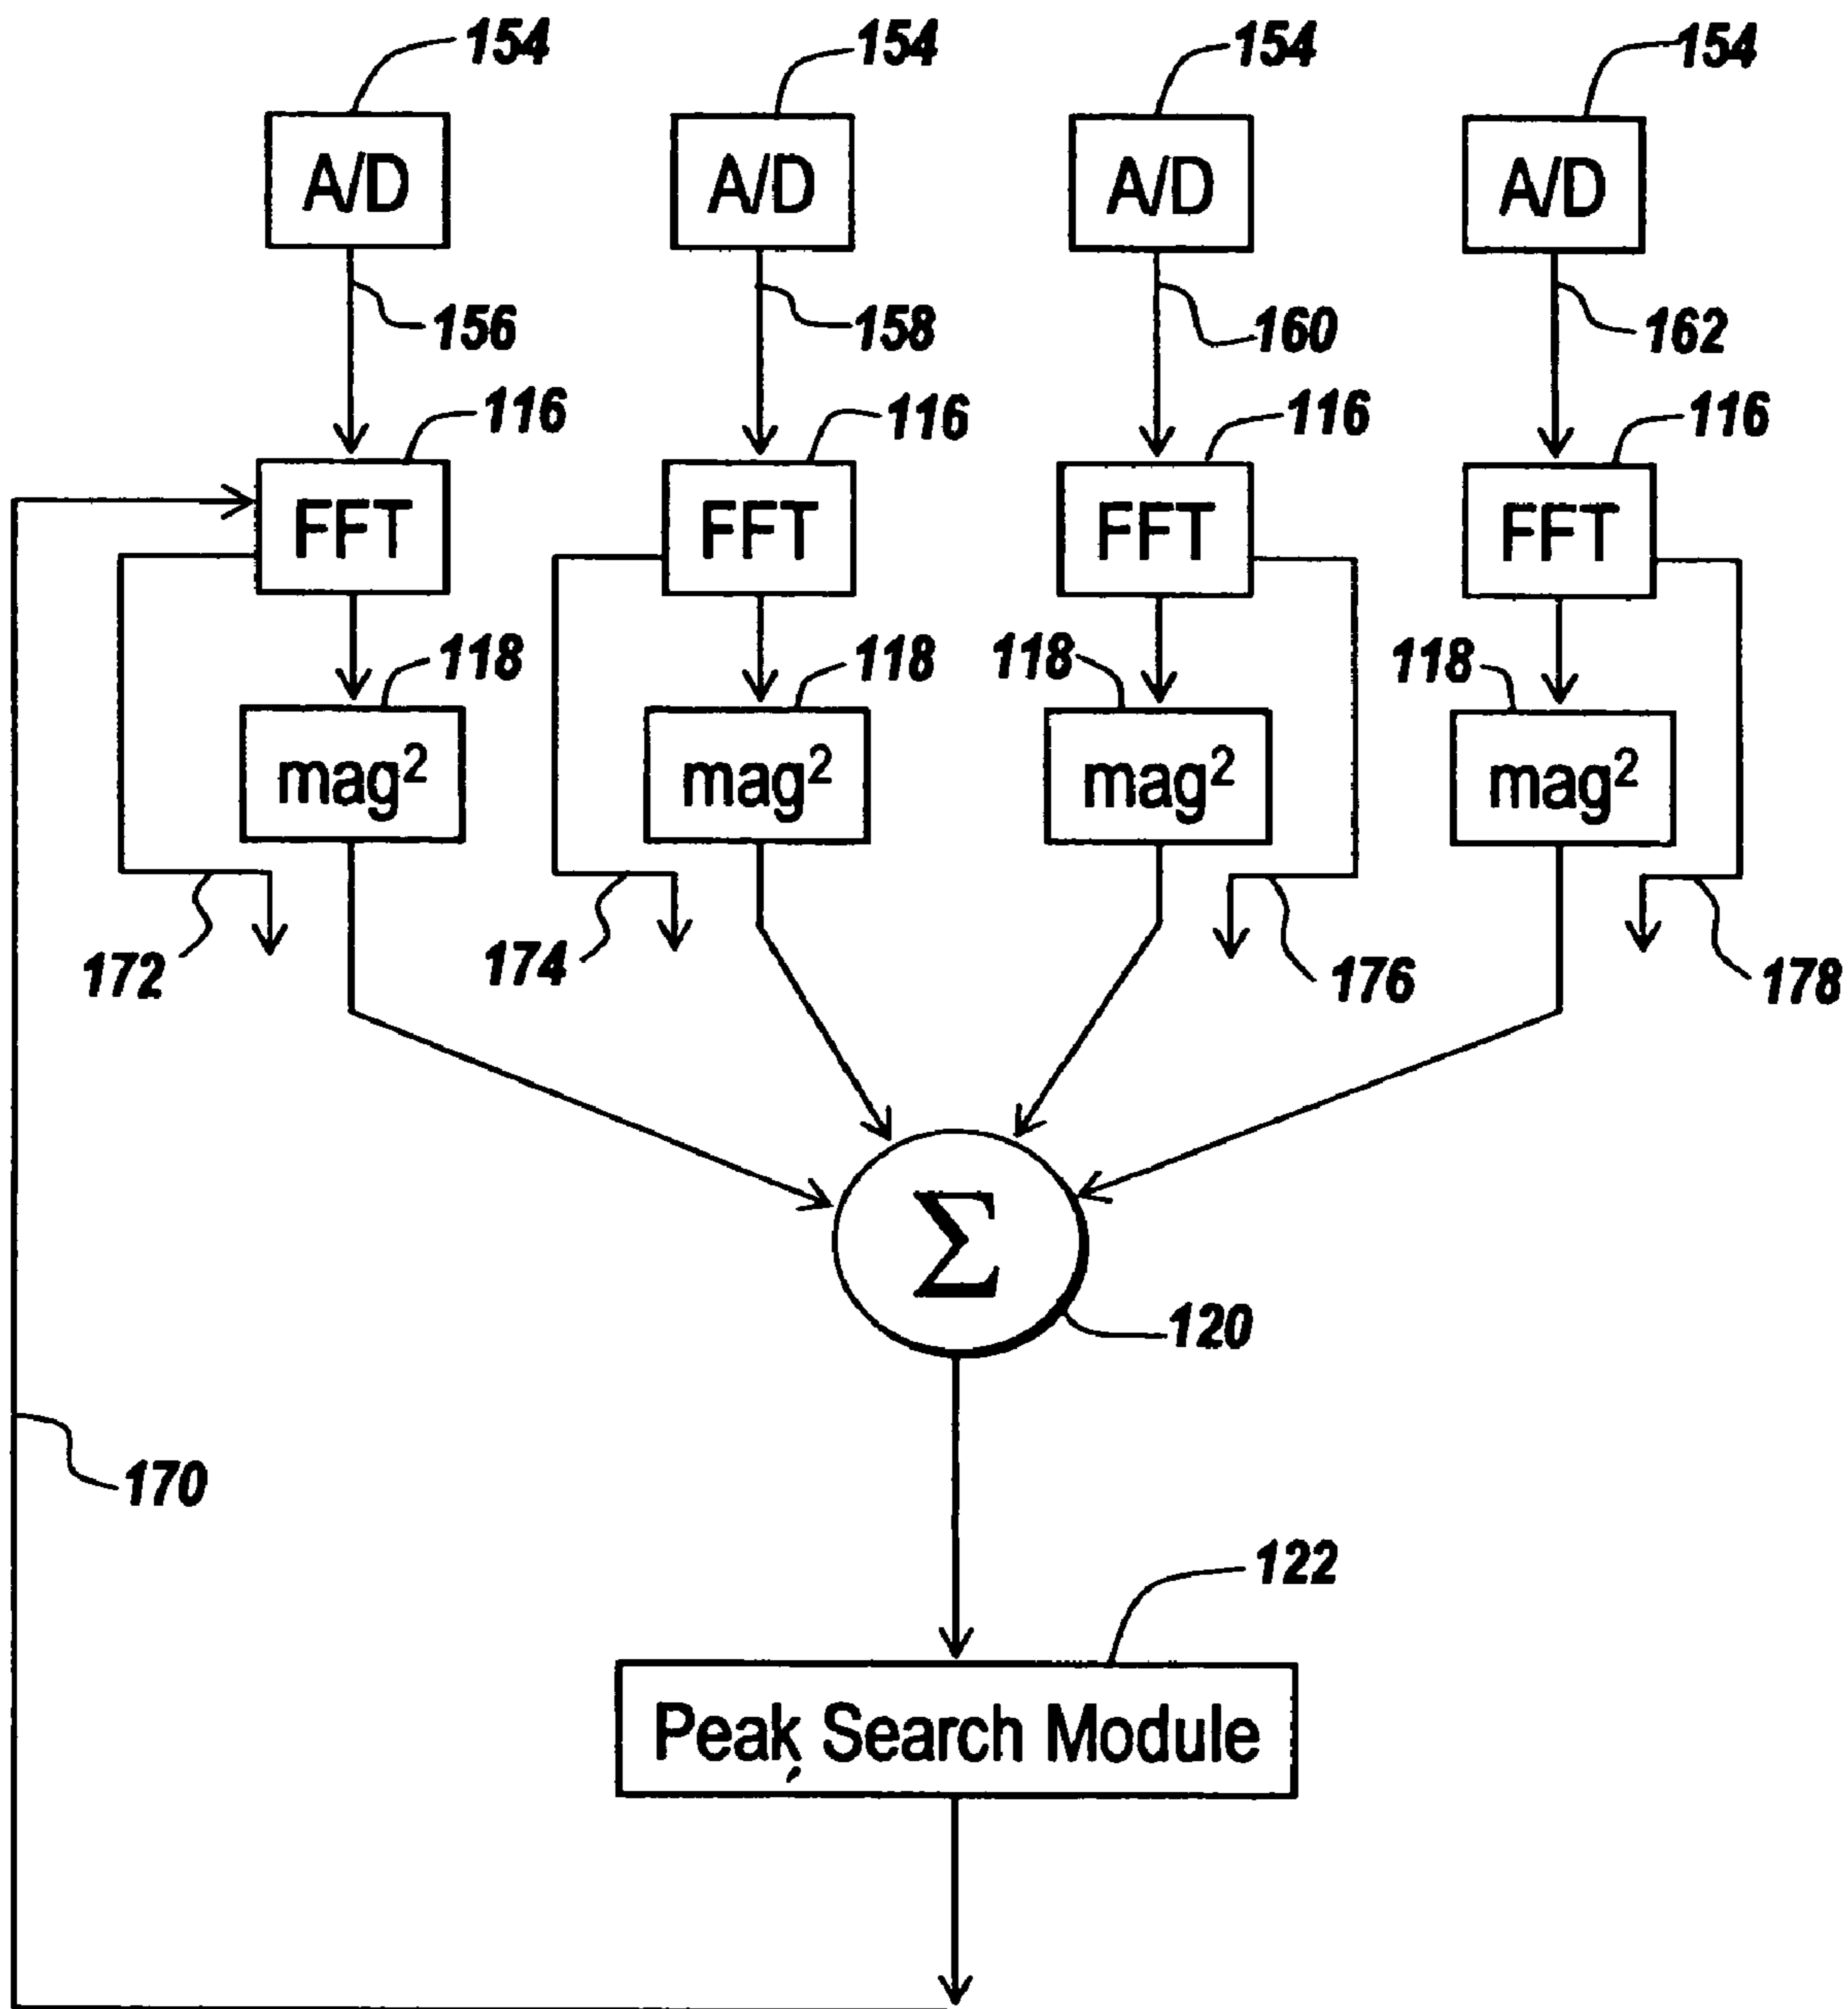 154 154 154 154
A/D A/D A/D A/D
156 158 160 162
116 116 116 116
FFT FFT FFT FFT
118 118 118 118
mag² mag² mag² mag²
172 174 176 178
Σ
120
170
122
Peak Search Module